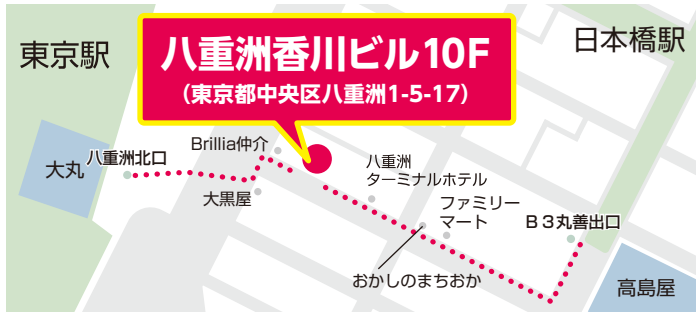 東京駅
八重洲香川ビル10F
（東京都中央区八重洲1-5-17）
日本橋駅
Brillia仲介
大丸
八重洲北口
大黒屋
八重洲
ターミナルホテル
ファミリー
マート
B3丸善出口
おかしのまちおか
高島屋